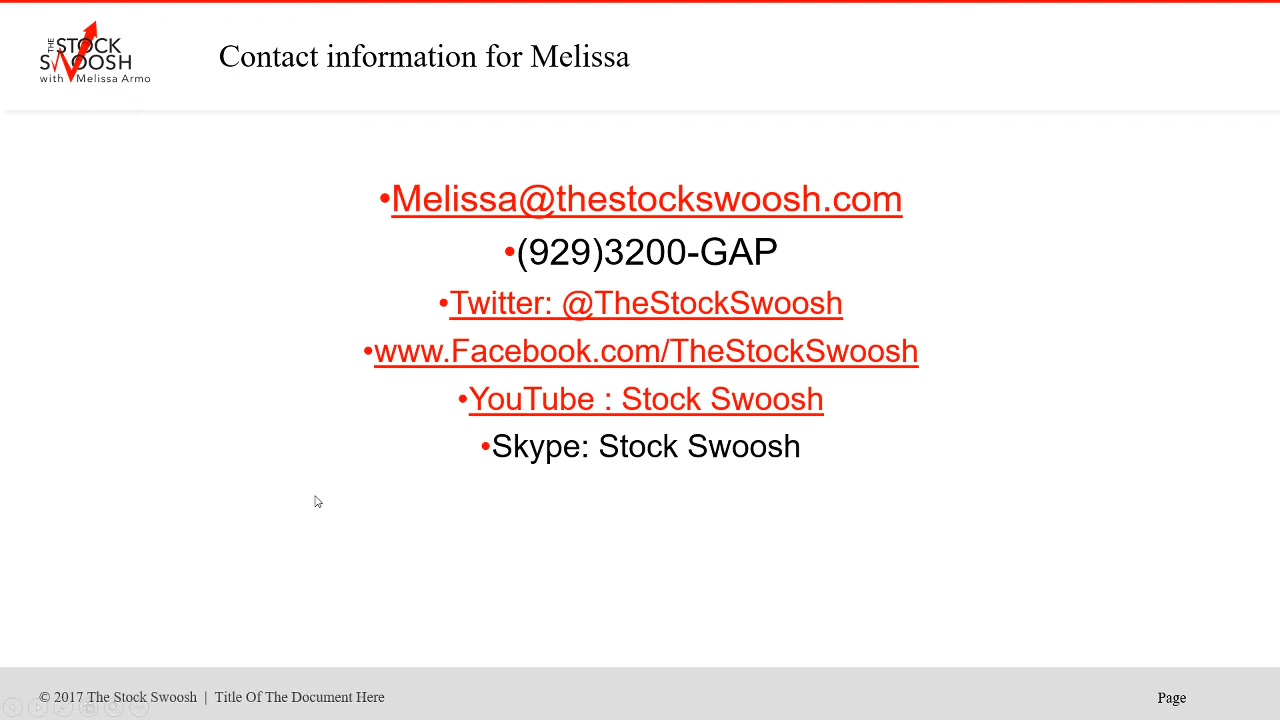 THE STOCK
SWOOSH
with Melissa Armo
Contact information for Melissa
•Melissa@thestockswoosh.com
•(929)3200-GAP
•Twitter: @TheStockSwoosh
•www.Facebook.com/TheStockSwoosh
•YouTube : Stock Swoosh
•Skype: Stock Swoosh
© 2017 The Stock Swoosh | Title Of The Document Here
Page